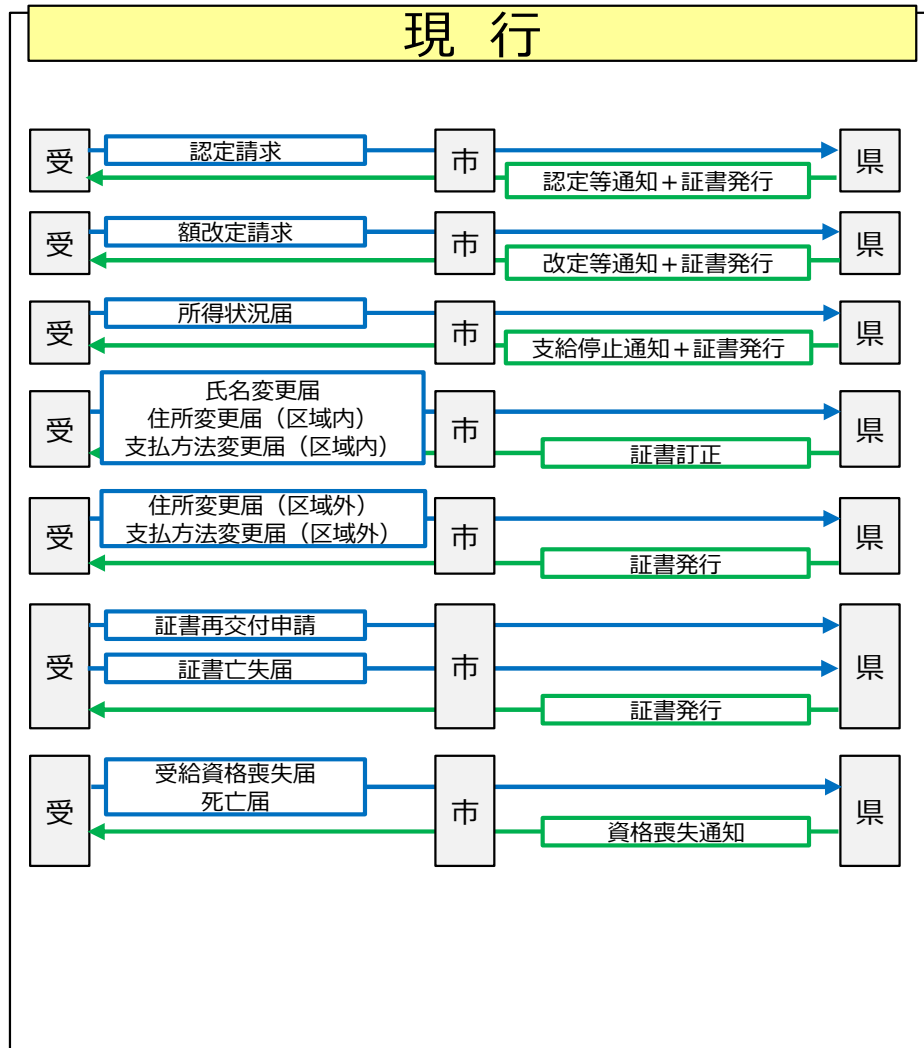 現 行
受
認定請求
市
認定等通知＋証書発行
県
受
額改定請求
市
改定等通知＋証書発行
県
受
所得状況届
市
支給停止通知＋証書発行
県
受
氏名変更届
住所変更届（区域内）
支払方法変更届（区域内）
市
証書訂正
県
受
住所変更届（区域外）
支払方法変更届（区域外）
市
証書発行
県
受
証書再交付申請
証書亡失届
市
証書発行
県
受
受給資格喪失届
死亡届
市
資格喪失通知
県